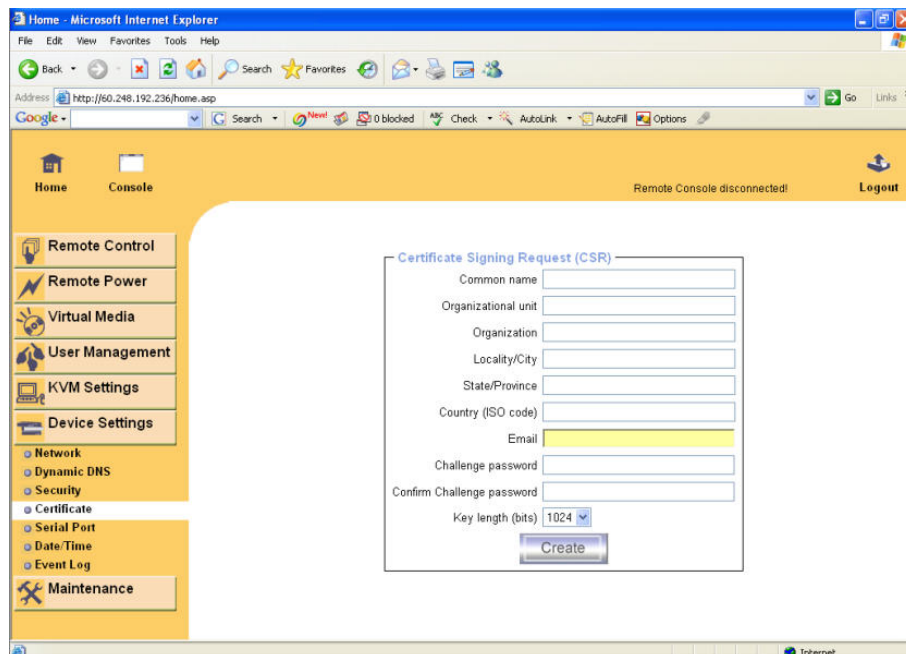 Home - Microsoft Internet Explorer
File Edit View Favorites Tools Help
Back Search Favorites
Address http://60.248.192.236/home.asp Go Links
Google Search New! 0 blocked ABC Check AutoLink AutoFill Options
Home Console Remote Console disconnected! Logout
Remote Control
Remote Power
Virtual Media
User Management
KVM Settings
Device Settings
Network
Dynamic DNS
Security
Certificate
Serial Port
Date/Time
Event Log
Maintenance
Certificate Signing Request (CSR)
Common name
Organizational unit
Organization
Locality/City
State/Province
Country (ISO code)
Email
Challenge password
Confirm Challenge password
Key length (bits) 1024
Create
Internet